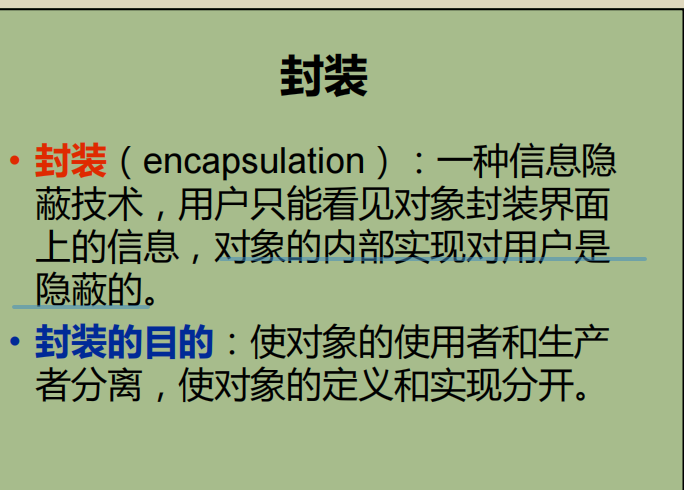 封装
• 封装（encapsulation）：一种信息隐
蔽技术，用户只能看见对象封装界面
上的信息，对象的内部实现对用户是
隐蔽的。
• 封装的目的：使对象的使用者和生产
者分离，使对象的定义和实现分开。